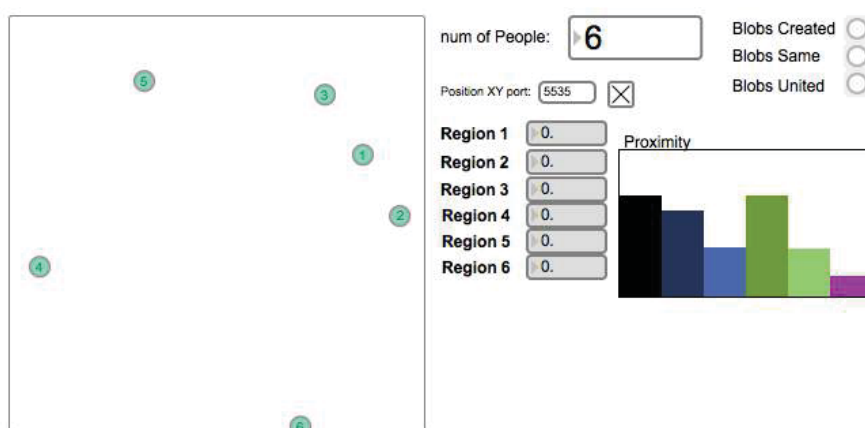 num of People: 6
Blobs Created
Blobs Same
Blobs United
Position XY port: 5535
Region 1 0.
Region 2 0.
Region 3 0.
Region 4 0.
Region 5 0.
Region 6 0.
Proximity
5
3
1
2
4
6